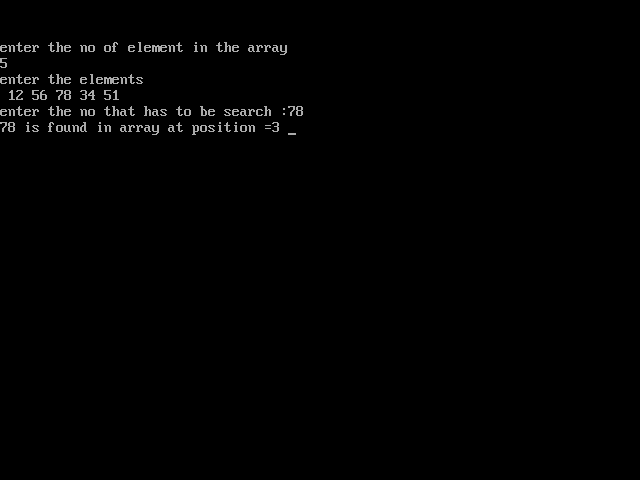 enter the no of element in the array
5
enter the elements
12 56 78 34 51
enter the no that has to be search :78
78 is found in array at position =3 _